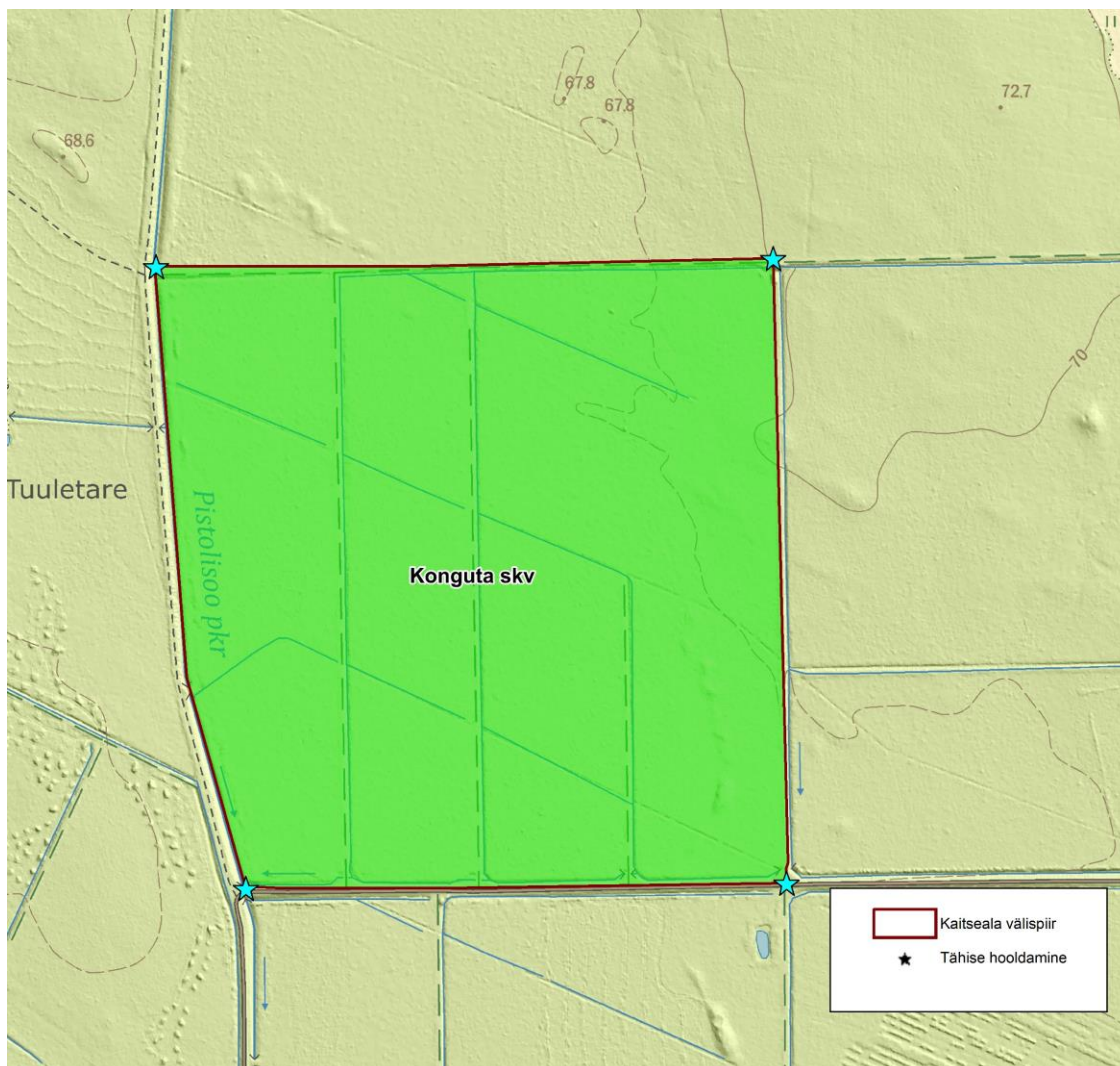 67.8
67.8
72.7
68.6
70
Tuuletare
Pistolisoo pkr
Konguta skv
Kaitseala välispiir
Tähise hooldamine